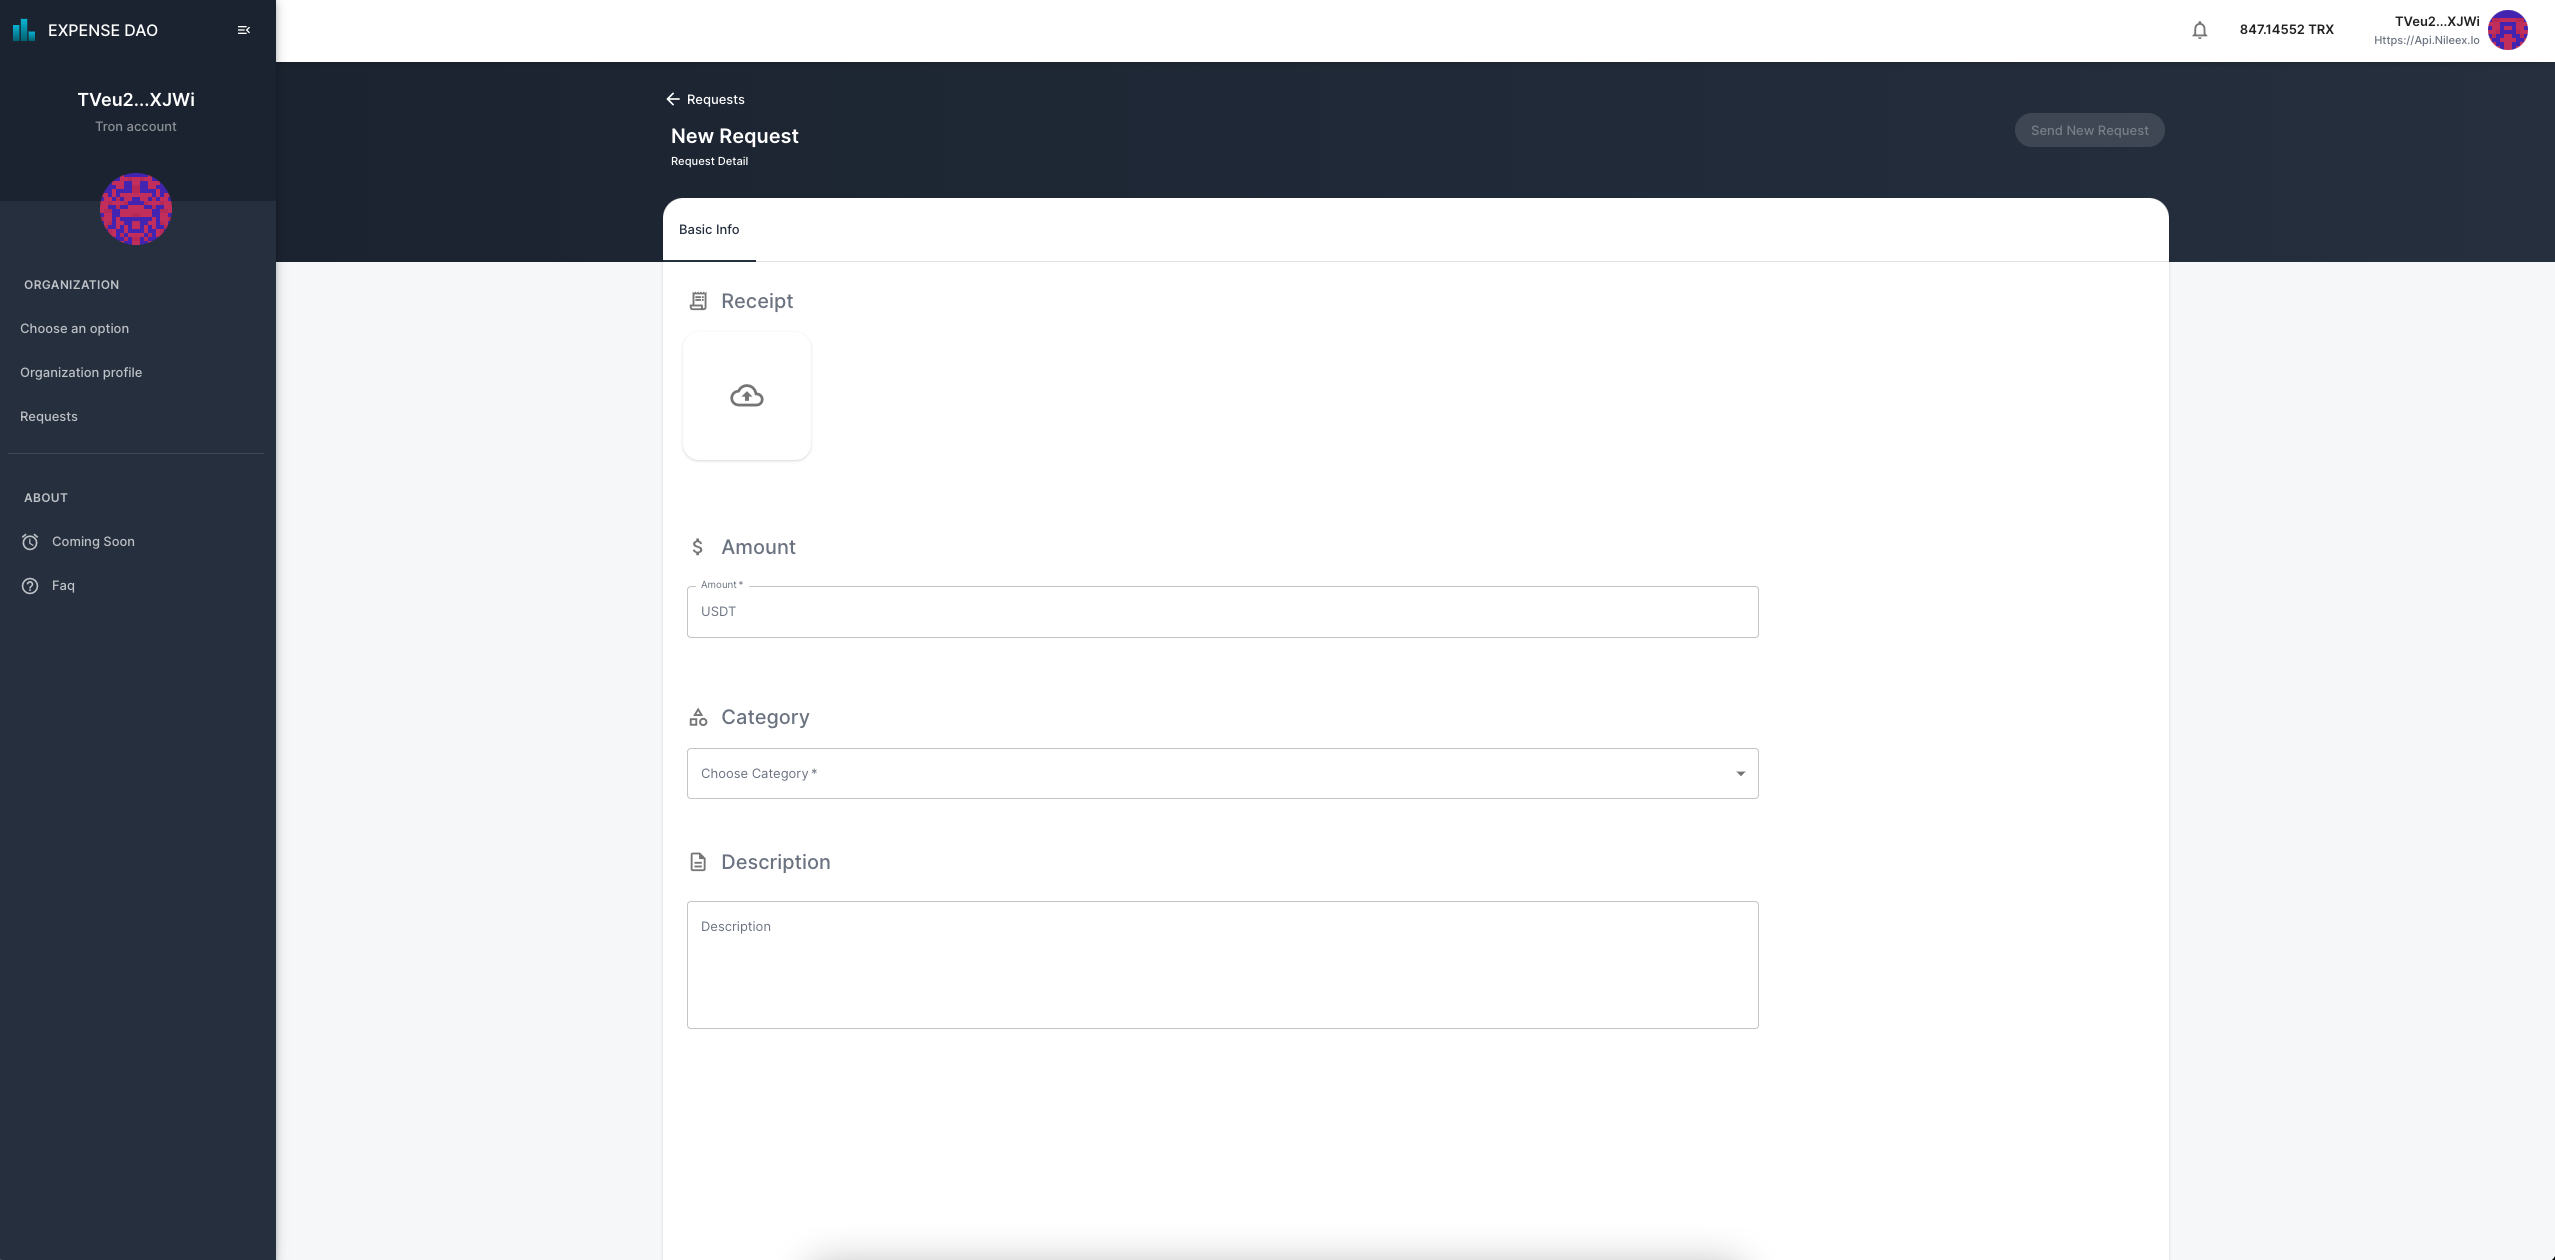 EXPENSE DAO
TVeu2...XJWi
Tron account
ORGANIZATION
Choose an option
Organization profile
Requests
ABOUT
Coming Soon
Faq
847.14552 TRX
TVeu2...XJWi
Https://Api.Nileex.Io
Requests
New Request
Request Detail
Send New Request
Basic Info
Receipt
Amount
Amount *
USDT
Category
Choose Category *
Description
Description